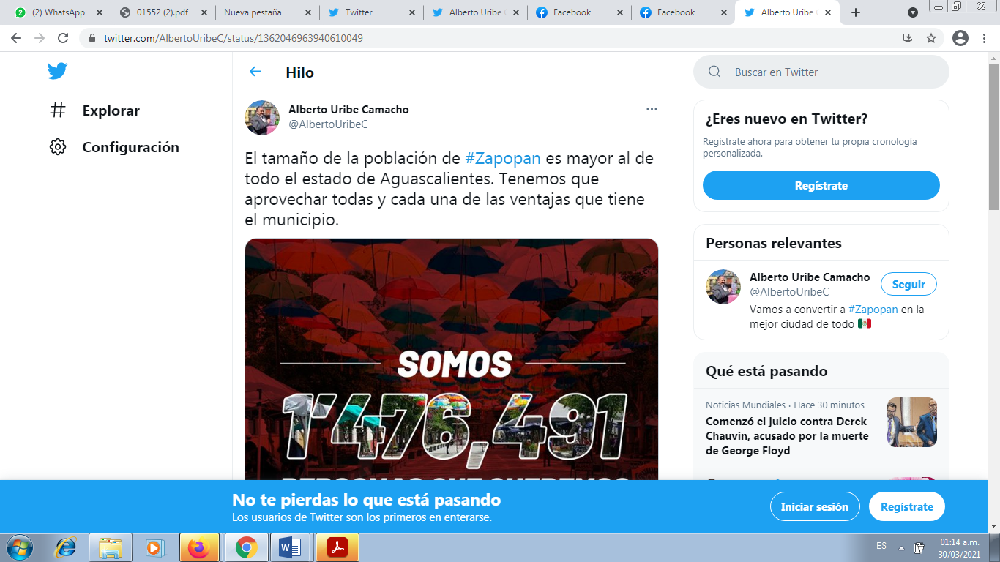 (2) WhatsApp
01552 (2).pdf
Nueva pestaña
Twitter
Alberto Uribe
Facebook
Facebook
Alberto Uribe
twitter.com/AlbertoUribeC/status/1362046963940610049
Explorar
Configuración
Hilo
Alberto Uribe Camacho
@AlbertoUribeC
El tamaño de la población de #Zapopan es mayor al de
todo el estado de Aguascalientes. Tenemos que
aprovechar todas y cada una de las ventajas que tiene
el municipio.
SOMOS
1'476,491
PERSONAS QUE QUEREMOS
Buscar en Twitter
¿Eres nuevo en Twitter?
Regístrate ahora para obtener tu propia cronología
personalizada.
Regístrate
Personas relevantes
Alberto Uribe Camacho
@AlbertoUribeC
Seguir
Vamos a convertir a #Zapopan en la
mejor ciudad de todo
Qué está pasando
Noticias Mundiales · Hace 30 minutos
Comenzó el juicio contra Derek
Chauvin, acusado por la muerte
de George Floyd
No te pierdas lo que está pasando
Los usuarios de Twitter son los primeros en enterarse.
Iniciar sesión
Regístrate
ES
01:14 a.m.
30/03/2021